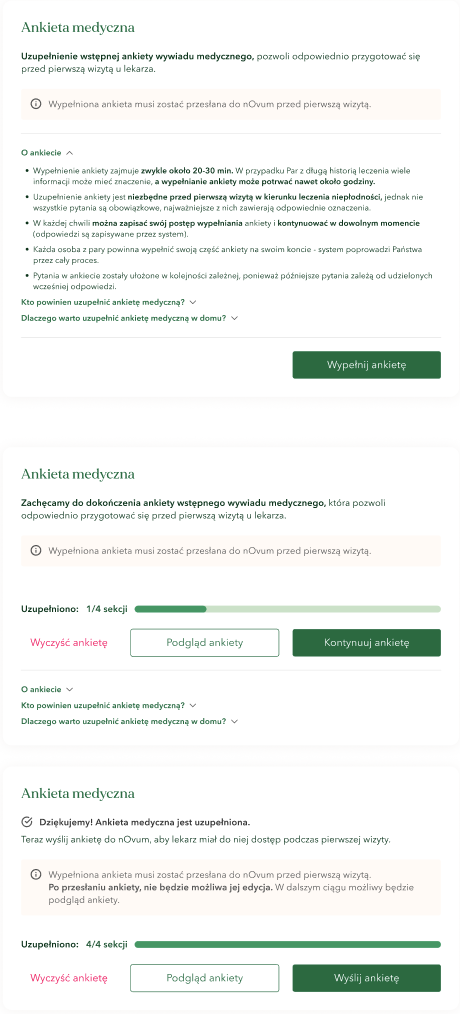 Ankieta medyczna
Uzupełnienie wstępnej ankiety wywiadu medycznego, pozwoli odpowiednio przygotować się
przed pierwszą wizytą u lekarza.
Wypełniona ankieta musi zostać przesłana do nOvum przed pierwszą wizytą.
O ankiecie
• Wypełnienie ankiety zajmuje zwykle około 20-30 min. W przypadku Par z długą historią leczenia wiele
informacji może mieć znaczenie, a wypełnianie ankiety może potrwać nawet około godziny.
• Uzupełnienie ankiety jest niezbędne przed pierwszą wizytą w kierunku leczenia niepłodności, jednak nie
wszystkie pytania są obowiązkowe, najważniejsze z nich zawierają odpowiednie oznaczenia.
• W każdej chwili można zapisać swój postęp wypełniania ankiety i kontynuować w dowolnym momencie
(odpowiedzi są zapisywane przez system).
• Każda osoba z pary powinna wypełnić swoją część ankiety na swoim koncie - system poprowadzi Państwa
przez cały proces.
• Pytania w ankiecie zostały ułożone w kolejności zależnej, ponieważ późniejsze pytania zależą od udzielonych
wcześniej odpowiedzi.
Kto powinien uzupełnić ankietę medyczną?
Dlaczego warto uzupełnić ankietę medyczną w domu?
Wypełnij ankietę
Ankieta medyczna
Zachęcamy do dokończenia ankiety wstępnego wywiadu medycznego, która pozwoli
odpowiednio przygotować się przed pierwszą wizytą u lekarza.
Wypełniona ankieta musi zostać przesłana do nOvum przed pierwszą wizytą.
Uzupełniono: 1/4 sekcji
Wyczyść ankietę Podgląd ankiety Kontynuuj ankietę
O ankiecie
Kto powinien uzupełnić ankietę medyczną?
Dlaczego warto uzupełnić ankietę medyczną w domu?
Ankieta medyczna
Dziękujemy! Ankieta medyczna jest uzupełniona.
Teraz wyślij ankietę do nOvum, aby lekarz miał do niej dostęp podczas pierwszej wizyty.
Wypełniona ankieta musi zostać przesłana do nOvum przed pierwszą wizytą.
Po przesłaniu ankiety, nie będzie możliwa jej edycja. W dalszym ciągu możliwy będzie
podgląd ankiety.
Uzupełniono: 4/4 sekcji
Wyczyść ankietę Podgląd ankiety Wyślij ankietę